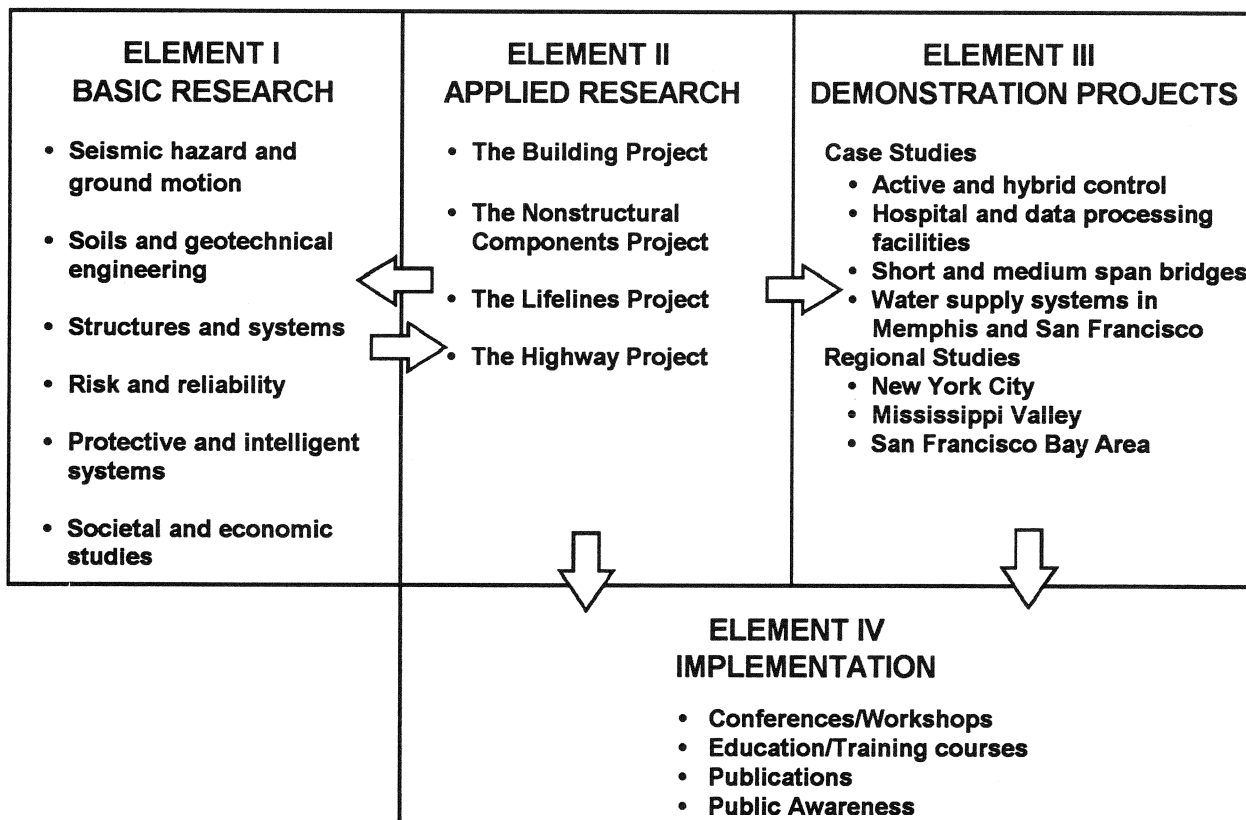 ELEMENT I
BASIC RESEARCH
• Seismic hazard and
ground motion
• Soils and geotechnical
engineering
• Structures and systems
• Risk and reliability
• Protective and intelligent
systems
• Societal and economic
studies
ELEMENT II
APPLIED RESEARCH
• The Building Project
• The Nonstructural
Components Project
• The Lifelines Project
• The Highway Project
ELEMENT III
DEMONSTRATION PROJECTS
Case Studies
• Active and hybrid control
• Hospital and data processing
facilities
• Short and medium span bridges
• Water supply systems in
Memphis and San Francisco
Regional Studies
• New York City
• Mississippi Valley
• San Francisco Bay Area
ELEMENT IV
IMPLEMENTATION
• Conferences/Workshops
• Education/Training courses
• Publications
• Public Awareness